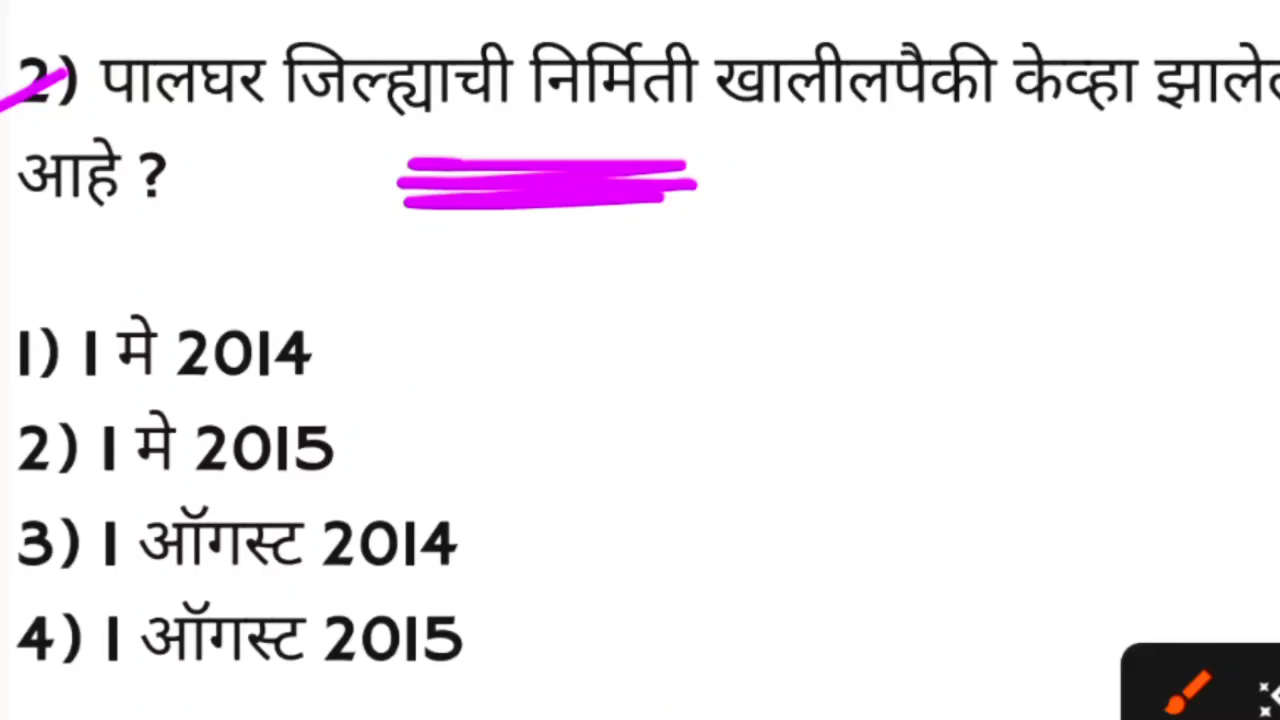 2) पालघर जिल्ह्याची निर्मिती खालीलपैकी केव्हा
आहे ?
1) 1 मे 2014
2) 1 मे 2015
3) 1 ऑगस्ट 2014
4) 1 ऑगस्ट 2015